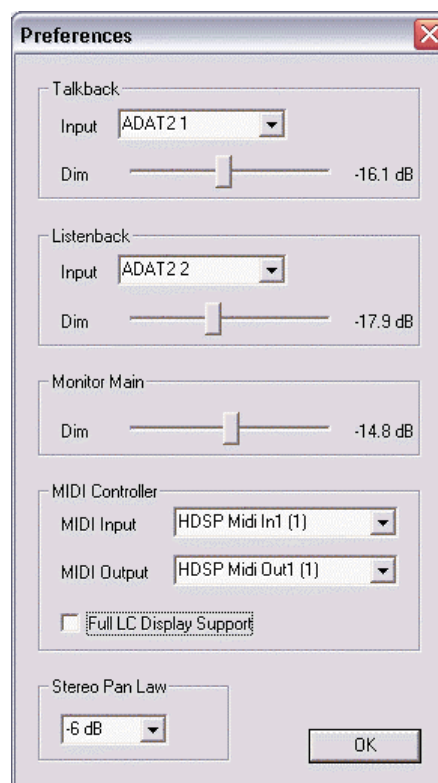 Preferences
Talkback
Input ADAT2 1
Dim -16.1 dB
Listenback
Input ADAT2 2
Dim -17.9 dB
Monitor Main
Dim -14.8 dB
MIDI Controller
MIDI Input HDSP Midi In1 (1)
MIDI Output HDSP Midi Out1 (1)
Full LC Display Support
Stereo Pan Law
-6 dB
OK